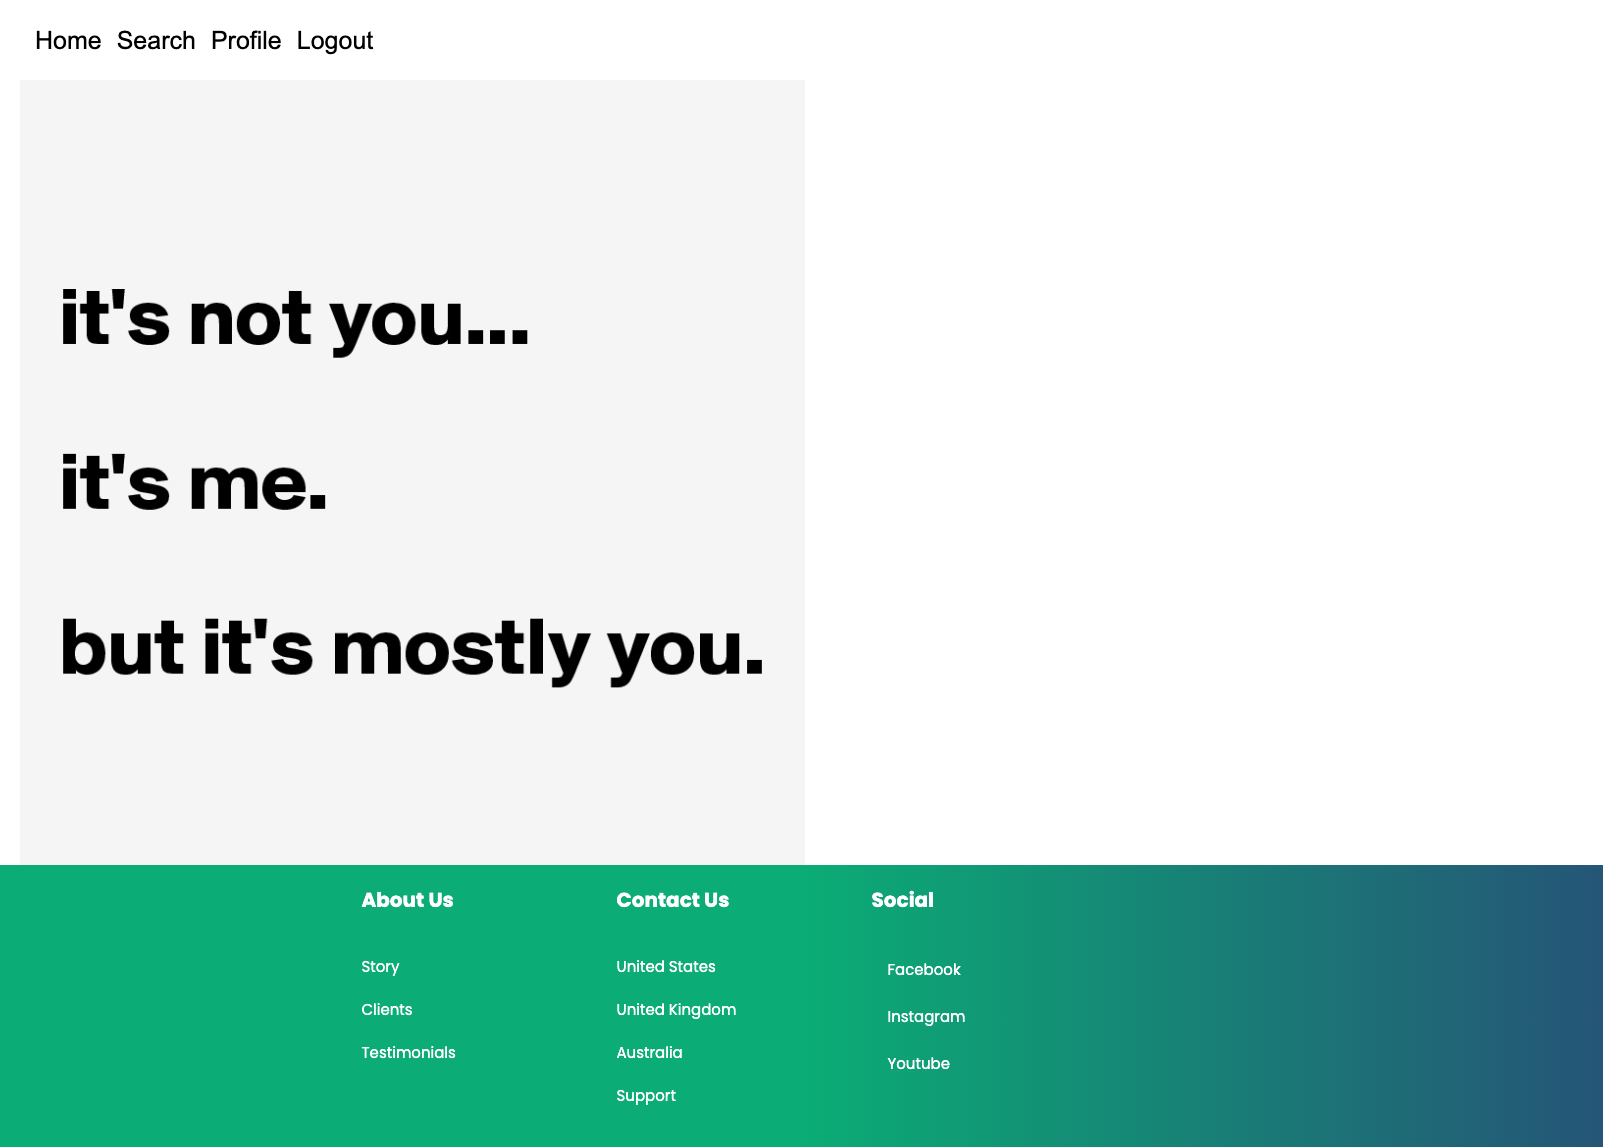 Home Search Profile Logout
it's not you...
it's me.
but it's mostly you.
About Us
Story
Clients
Testimonials
Contact Us
United States
United Kingdom
Australia
Support
Social
Facebook
Instagram
Youtube